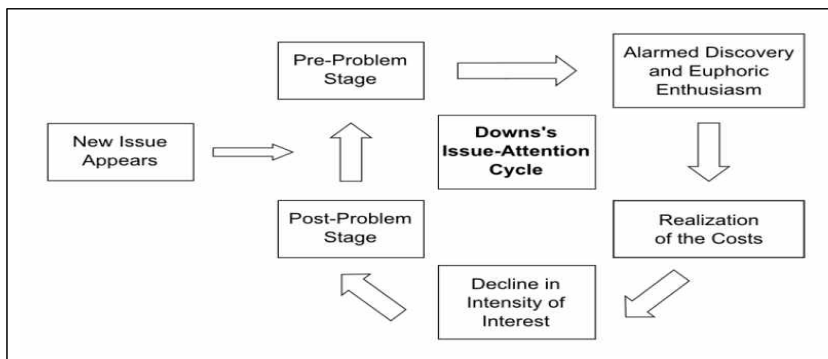 Pre-Problem
Stage
Alarmed Discovery
and Euphoric
Enthusiasm
New Issue
Appears
Downs's
Issue-Attention
Cycle
Post-Problem
Stage
Realization
of the Costs
Decline in
Intensity of
Interest